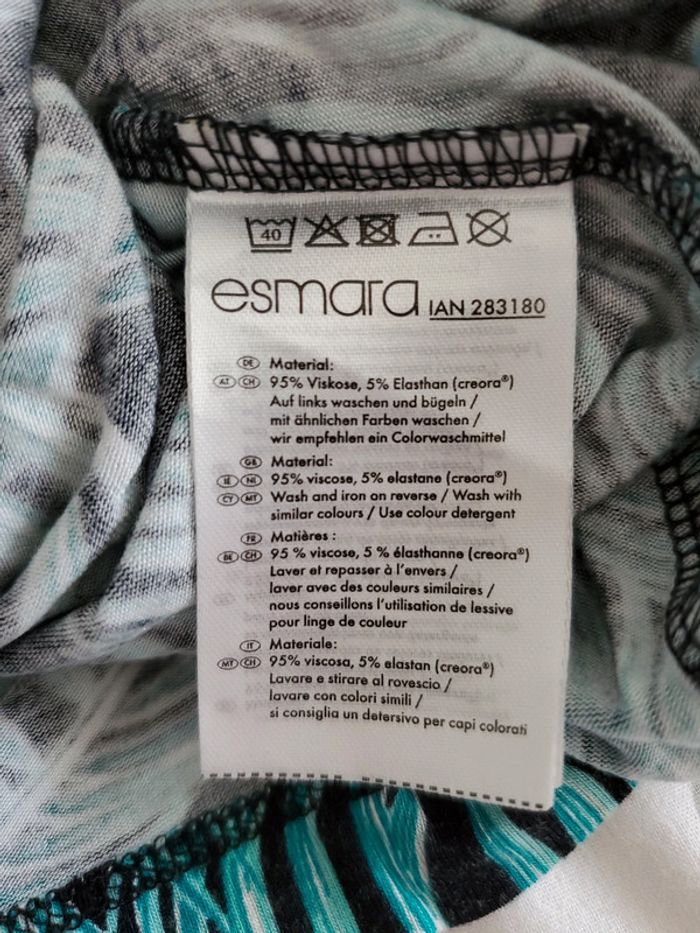 40
esmara IAN 283180
DE Material:
AT CH 95% Viskose, 5% Elasthan (creora®)
Auf links waschen und bügeln /
mit ähnlichen Farben waschen /
wir empfehlen ein Colorwaschmittel
GB Material:
IE NI 95% viscose, 5% elastane (creora®)
CY MT Wash and iron on reverse / Wash with
similar colours / Use colour detergent
FR Matières :
BE CH 95 % viscose, 5 % élasthanne (creora®)
Laver et repasser à l'envers /
laver avec des couleurs similaires /
nous conseillons l'utilisation de lessive
pour linge de couleur
IT Materiale:
MT CH 95% viscosa, 5% elastan (creora®)
Lavare e stirare al rovescio /
lavare con colori simili /
si consiglia un detersivo per capi colorati